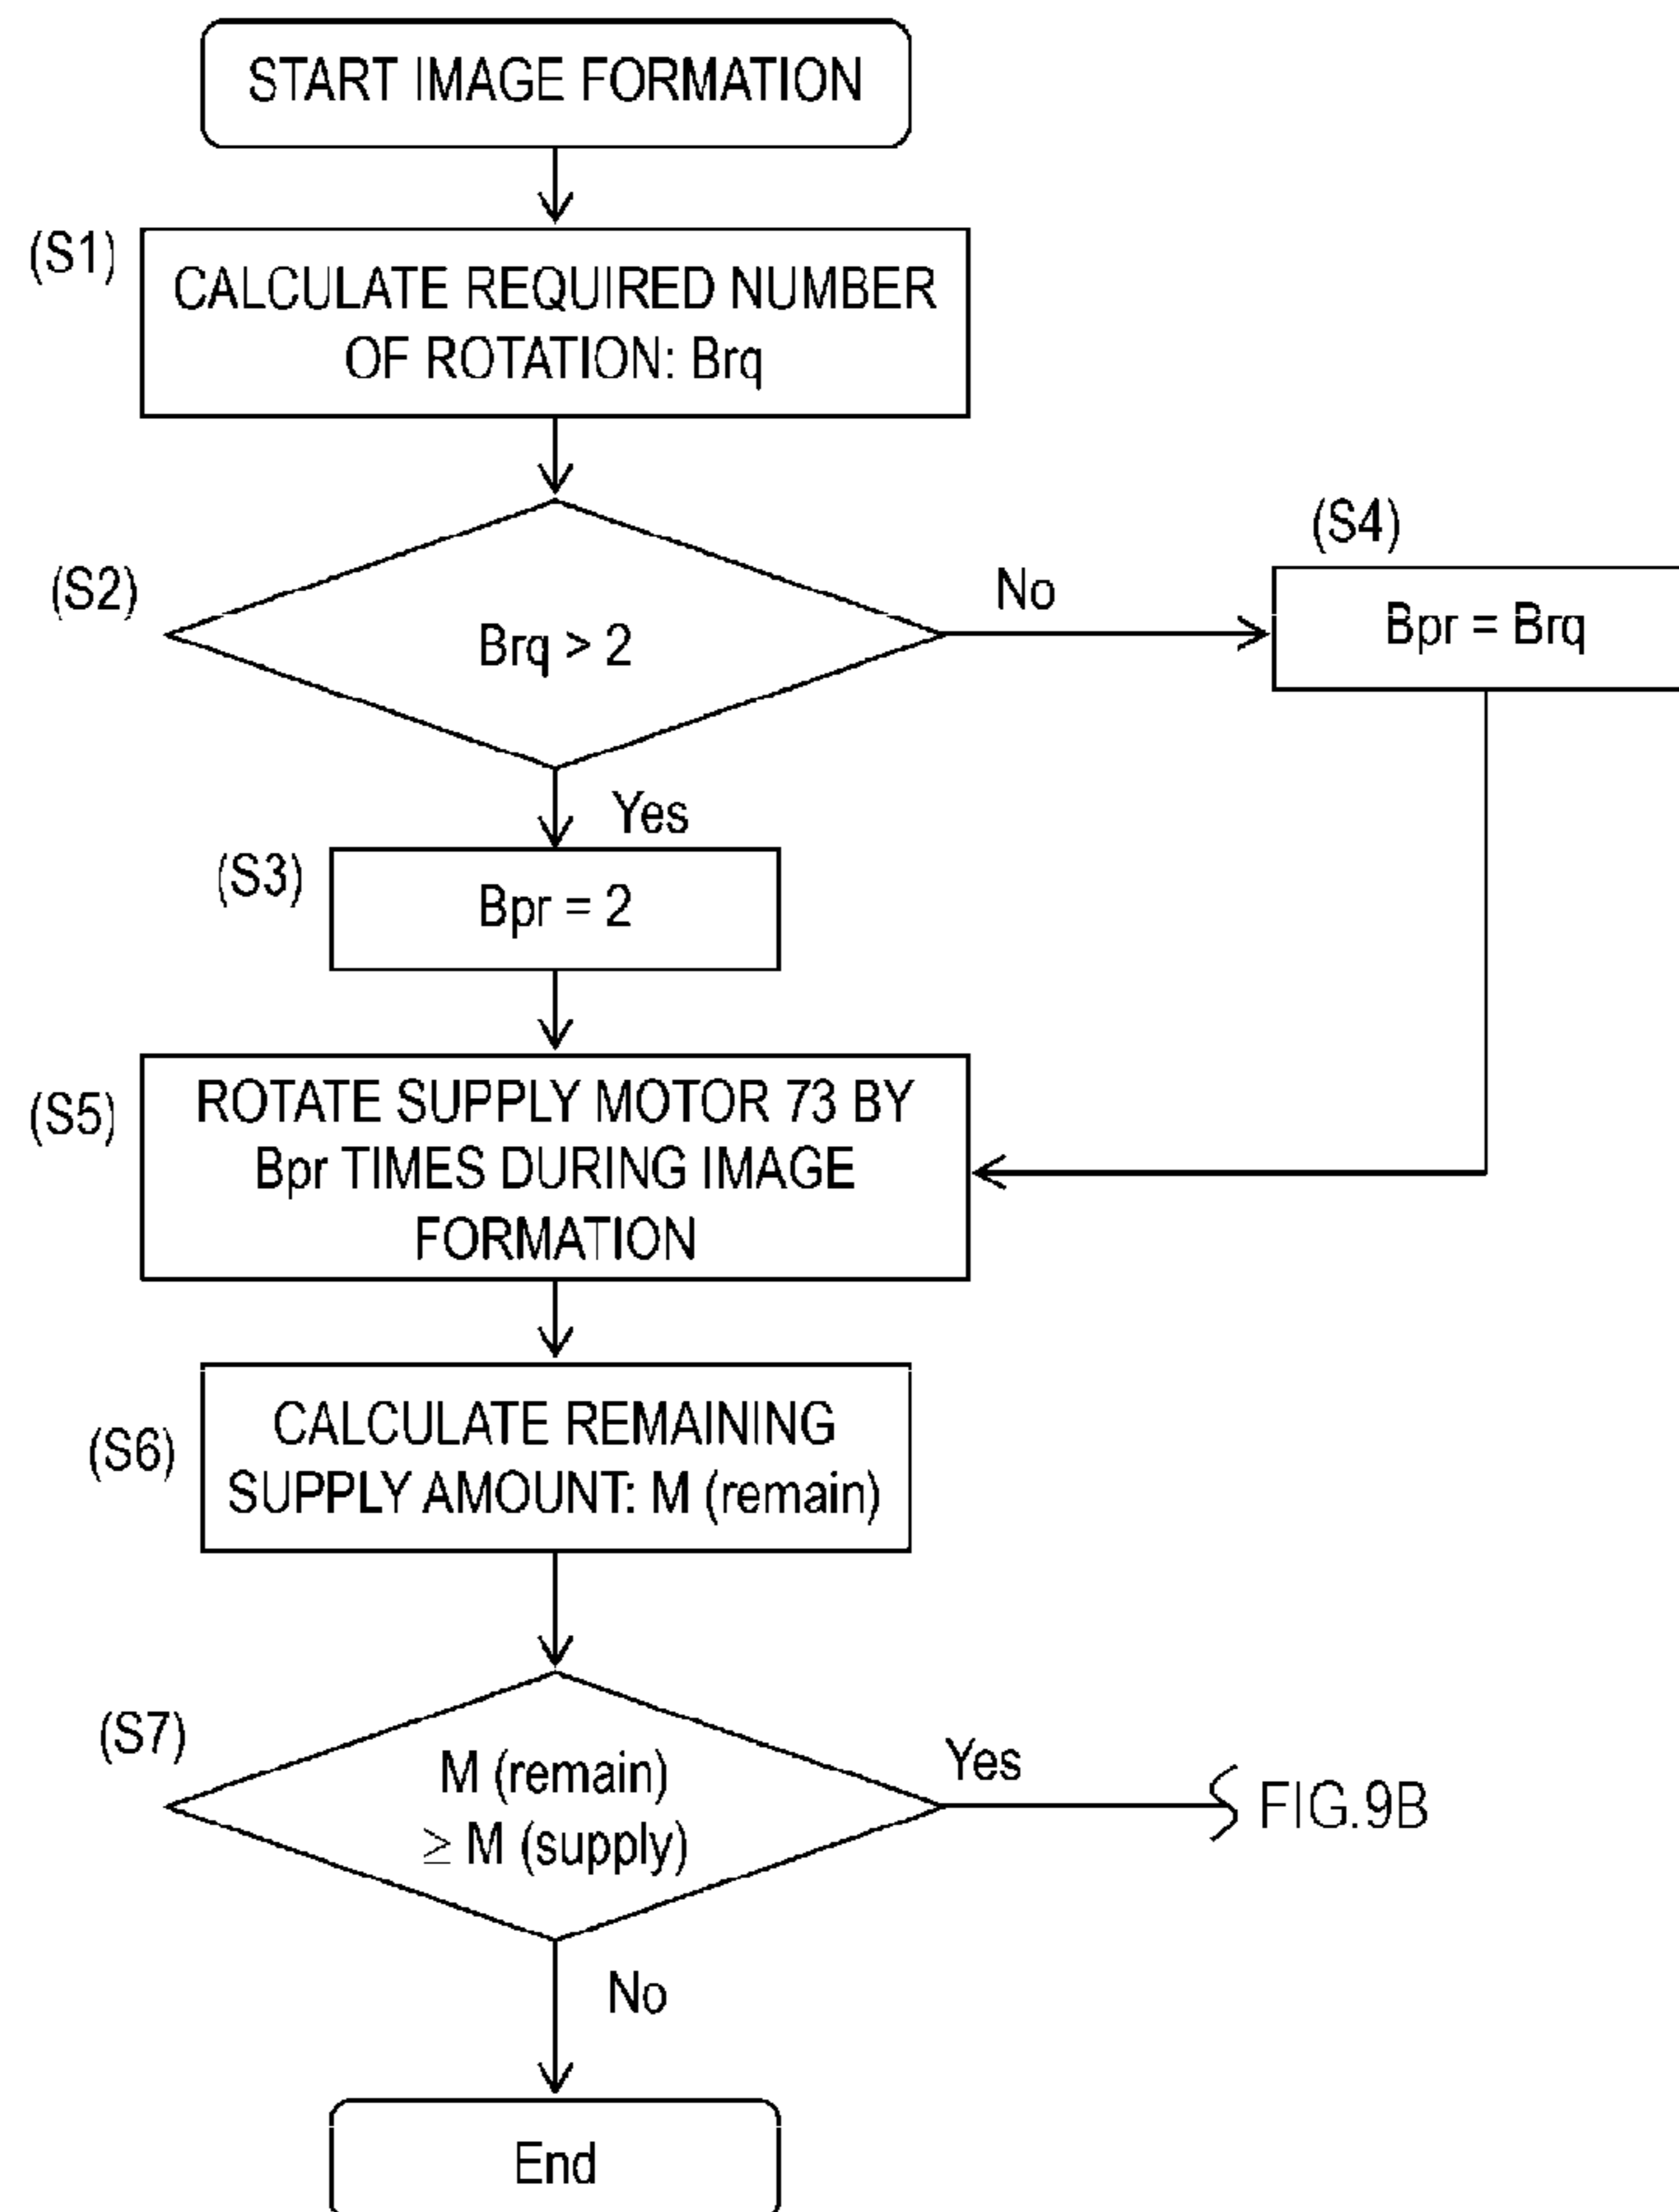 START IMAGE FORMATION
(S1)
CALCULATE REQUIRED NUMBER
OF ROTATION: Brq
(S2)
Brq > 2
No
(S4)
Bpr = Brq
Yes
(S3)
Bpr = 2
(S5)
ROTATE SUPPLY MOTOR 73 BY
Bpr TIMES DURING IMAGE
FORMATION
(S6)
CALCULATE REMAINING
SUPPLY AMOUNT: M (remain)
(S7)
M (remain)
≥ M (supply)
Yes
FIG.9B
No
End